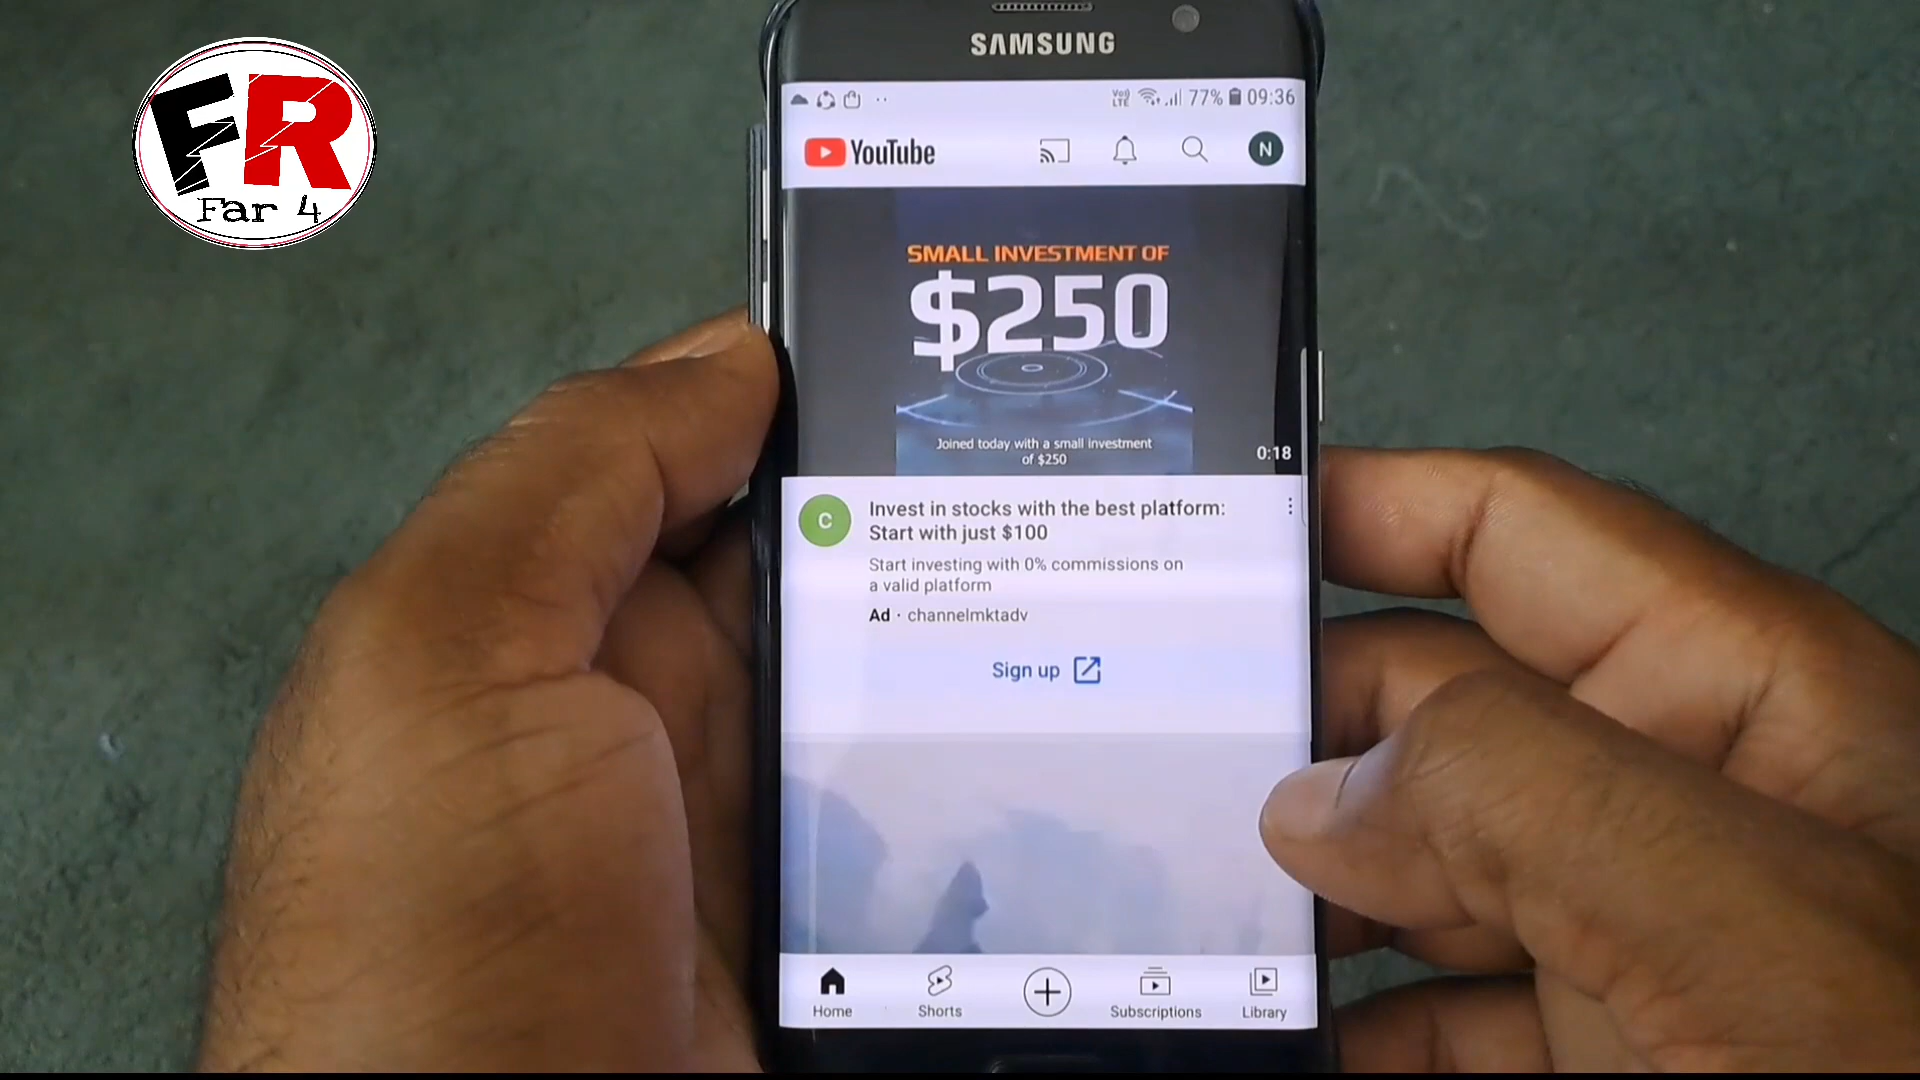 FR
Far 4
SAMSUNG
Vo))
LTE
77%
09:36
YouTube
N
SMALL INVESTMENT OF
$250
Joined today with a small investment
of $250
0:18
C
Invest in stocks with the best platform:
Start with just $100
Start investing with 0% commissions on
a valid platform
Ad · channelmktadv
Sign up
Home
Shorts
Subscriptions
Library